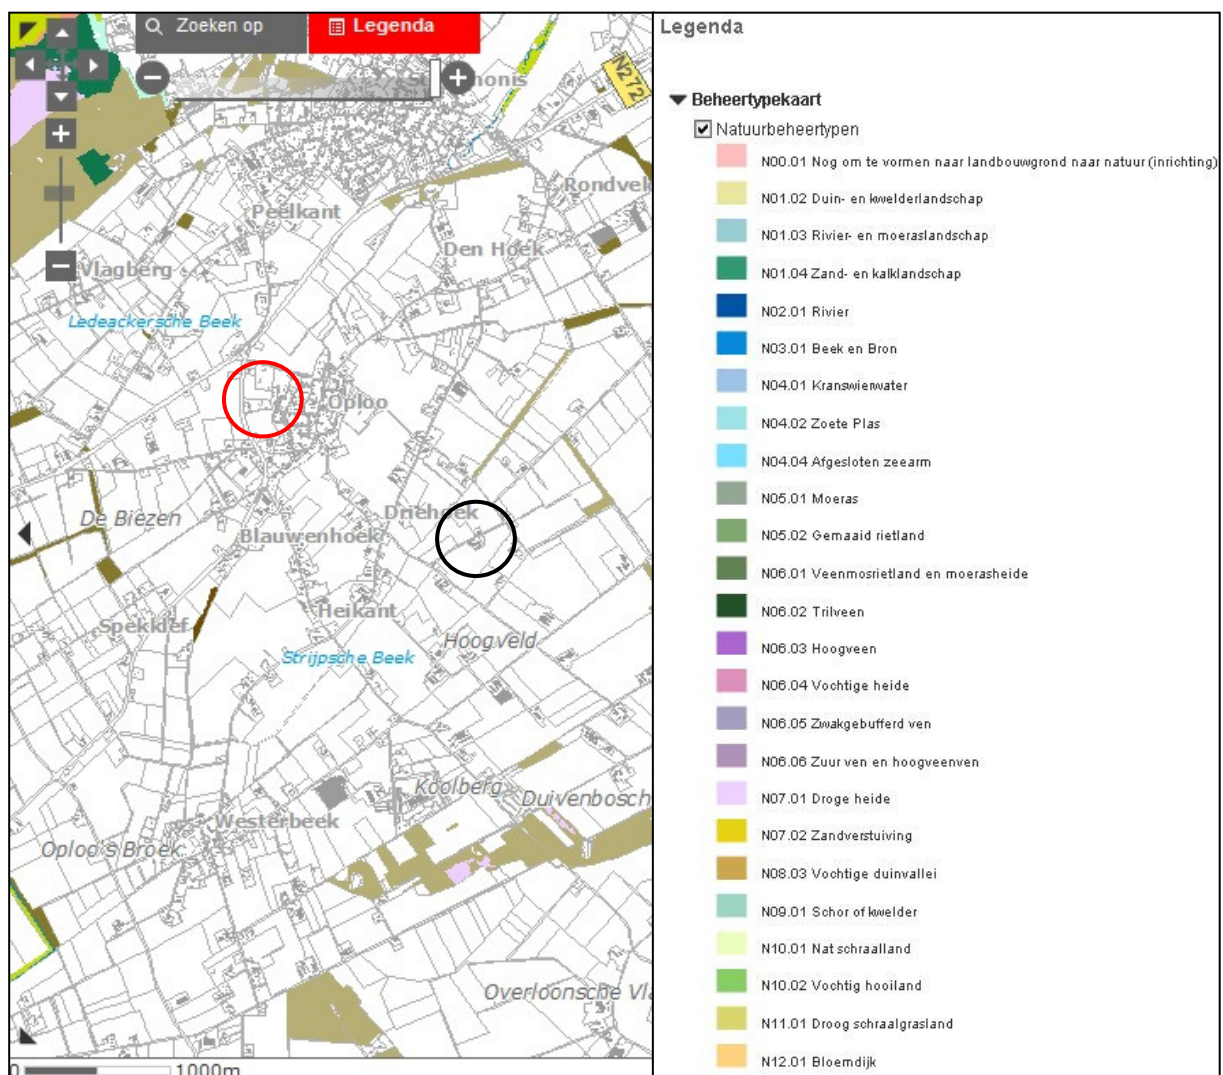 Zoeken op
Legenda
N272
Rondvel
Peelkant
Den Hoek
Vlagberg
Ledeackersche Beek
Oploo
De Biezen
Driehoek
Blauwenhoek
Heikant
Spekklef
Hoogveld
Strijpsche Beek
Koolberg
Duivenbosch
Westerbeek
Oploo's Broek
Overloonsche Vl
0
1000m
Legenda
Beheertypekaart
Natuurbeheertypen
N00.01 Nog om te vormen naar landbouwgrond naar natuur (inrichting)
N01.02 Duin- en kwelderlandschap
N01.03 Rivier- en moeraslandschap
N01.04 Zand- en kalklandschap
N02.01 Rivier
N03.01 Beek en Bron
N04.01 Kranswierwater
N04.02 Zoete Plas
N04.04 Afgesloten zeearm
N05.01 Moeras
N05.02 Gemaaid rietland
N06.01 Veenmosrietland en moerasheide
N06.02 Trilveen
N06.03 Hoogveen
N06.04 Vochtige heide
N06.05 Zwakgebufferd ven
N06.06 Zuur ven en hoogveenven
N07.01 Droge heide
N07.02 Zandverstuiving
N08.03 Vochtige duinvallei
N09.01 Schor of kwelder
N10.01 Nat schraalland
N10.02 Vochtig hooiland
N11.01 Droog schraalgrasland
N12.01 Bloemdijk